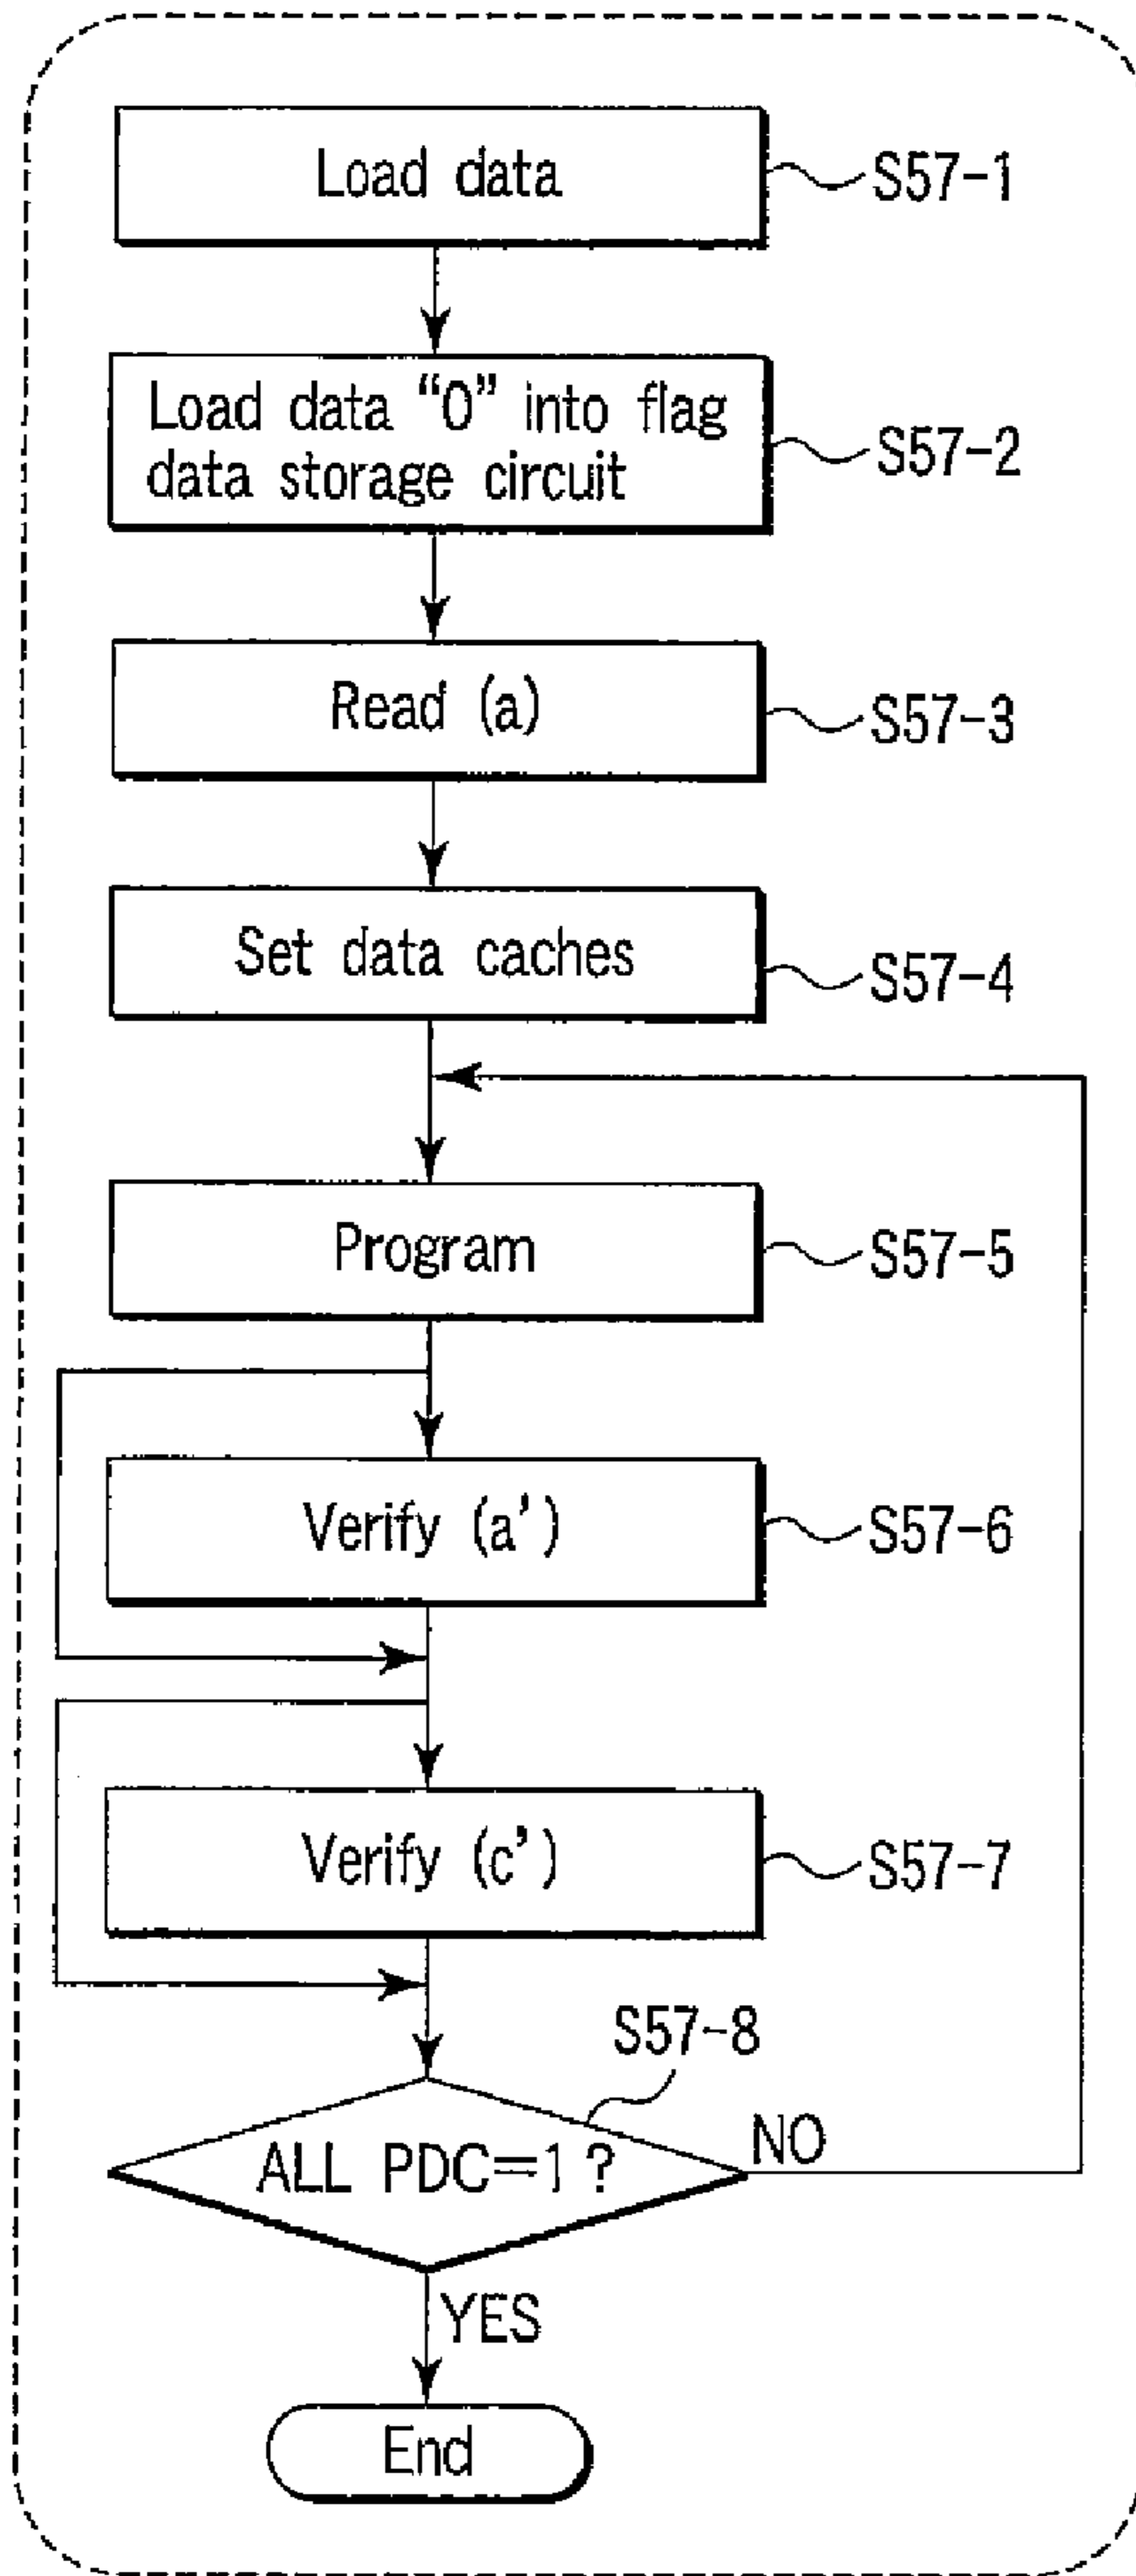 Load data
S57-1
Load data “0” into flag
data storage circuit
S57-2
Read (a)
S57-3
Set data caches
S57-4
Program
S57-5
Verify (a’)
S57-6
Verify (c’)
S57-7
S57-8
ALL PDC=1 ?
NO
YES
End